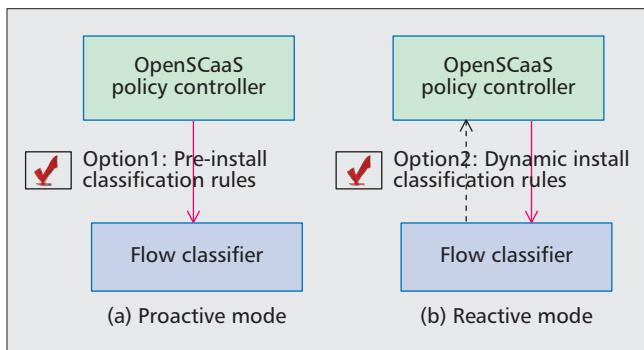 OpenSCaaS
policy controller
OpenSCaaS
policy controller
Option1: Pre-install
classification rules
Option2: Dynamic install
classification rules
Flow classifier
Flow classifier
(a) Proactive mode
(b) Reactive mode